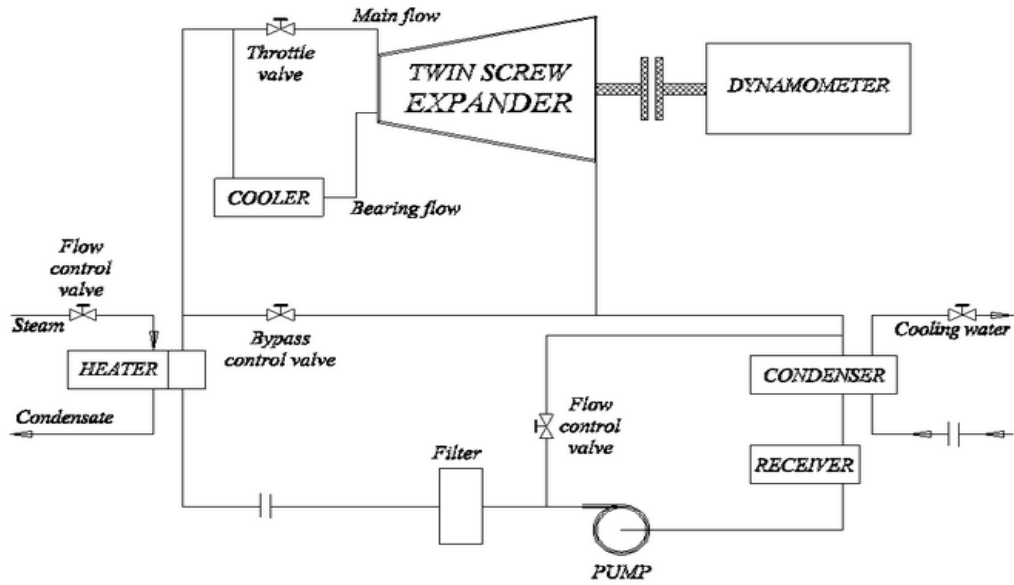 Main flow
Throttle
valve
TWIN SCREW
EXPANDER
DYNAMOMETER
COOLER
Bearing flow
Flow
control
valve
Steam
Bypass
control valve
Cooling water
HEATER
CONDENSER
Condensate
Flow
control
valve
Filter
RECEIVER
PUMP